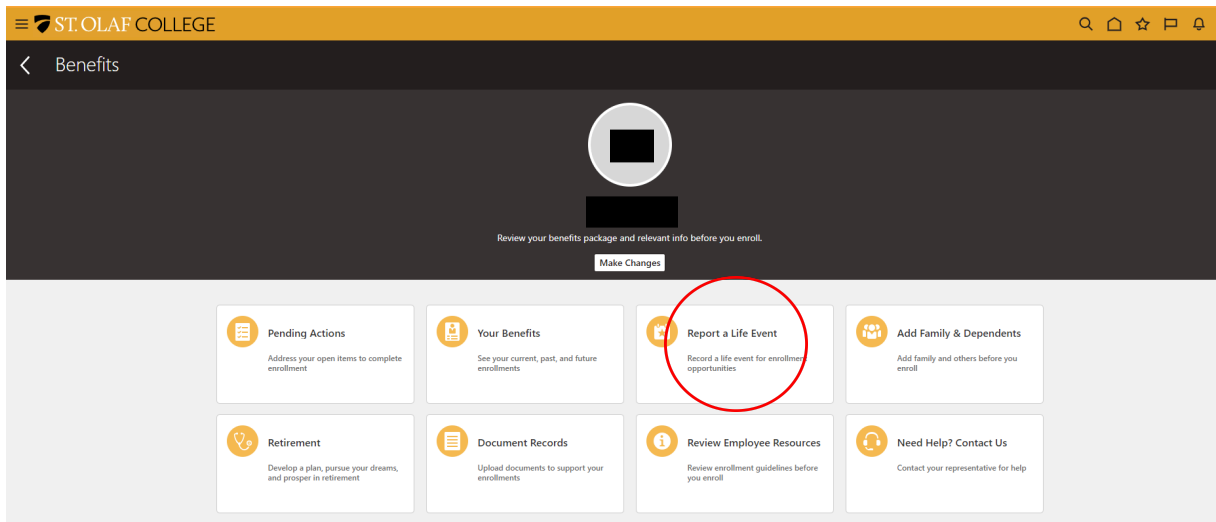 ST. OLAF COLLEGE
Benefits
Review your benefits package and relevant info before you enroll.
Make Changes
Pending Actions
Address your open items to complete
enrollment
Your Benefits
See your current, past, and future
enrollments
Report a Life Event
Record a life event for enrollment
opportunities
Add Family & Dependents
Add family and others before you
enroll
Retirement
Develop a plan, pursue your dreams,
and prosper in retirement
Document Records
Upload documents to support your
enrollments
Review Employee Resources
Review enrollment guidelines before
you enroll
Need Help? Contact Us
Contact your representative for help